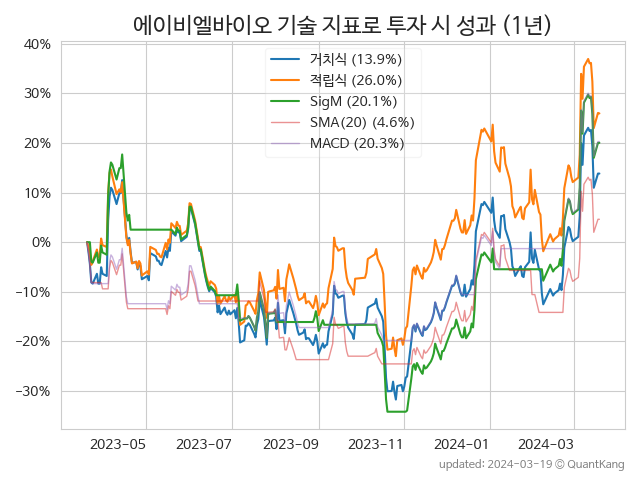 에이비엘바이오 기술 지표로 투자 시 성과 (1년)
거치식 (13.9%)
적립식 (26.0%)
SigM (20.1%)
SMA(20) (4.6%)
MACD (20.3%)
40%
30%
20%
10%
0%
−10%
−20%
−30%
2023-05 2023-07 2023-09 2023-11 2024-01 2024-03
updated: 2024-03-19 © QuantKang